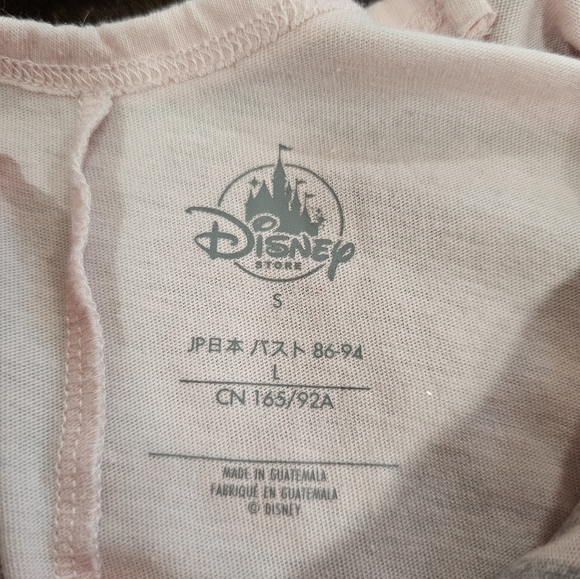 Disney
STORE
S
JP日本 バスト 86-94
L
CN 165/92A
MADE IN GUATEMALA
FABRIQUÉ EN GUATEMALA
© DISNEY